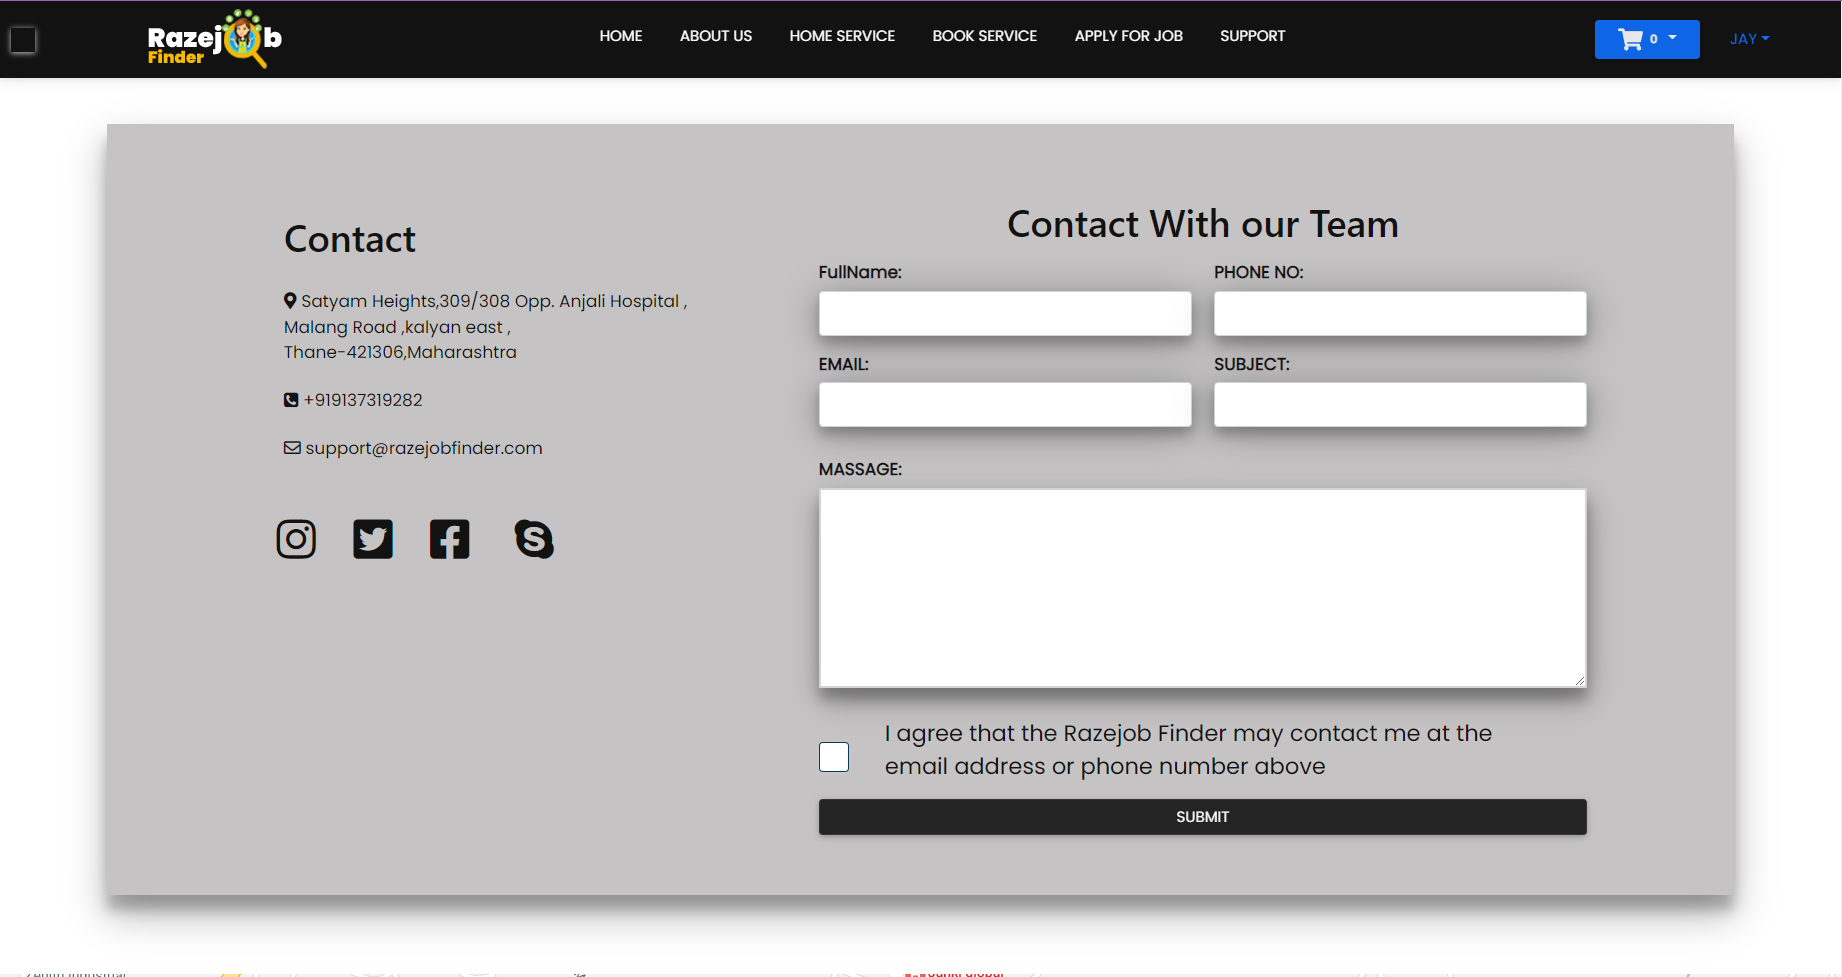 Razejob
Finder
HOME ABOUT US HOME SERVICE BOOK SERVICE APPLY FOR JOB SUPPORT
0
JAY
Contact
Satyam Heights,309/308 Opp. Anjali Hospital ,
Malang Road ,kalyan east ,
Thane-421306,Maharashtra
+919137319282
support@razejobfinder.com
Contact With our Team
FullName:
PHONE NO:
EMAIL:
SUBJECT:
MASSAGE:
I agree that the Razejob Finder may contact me at the
email address or phone number above
SUBMIT